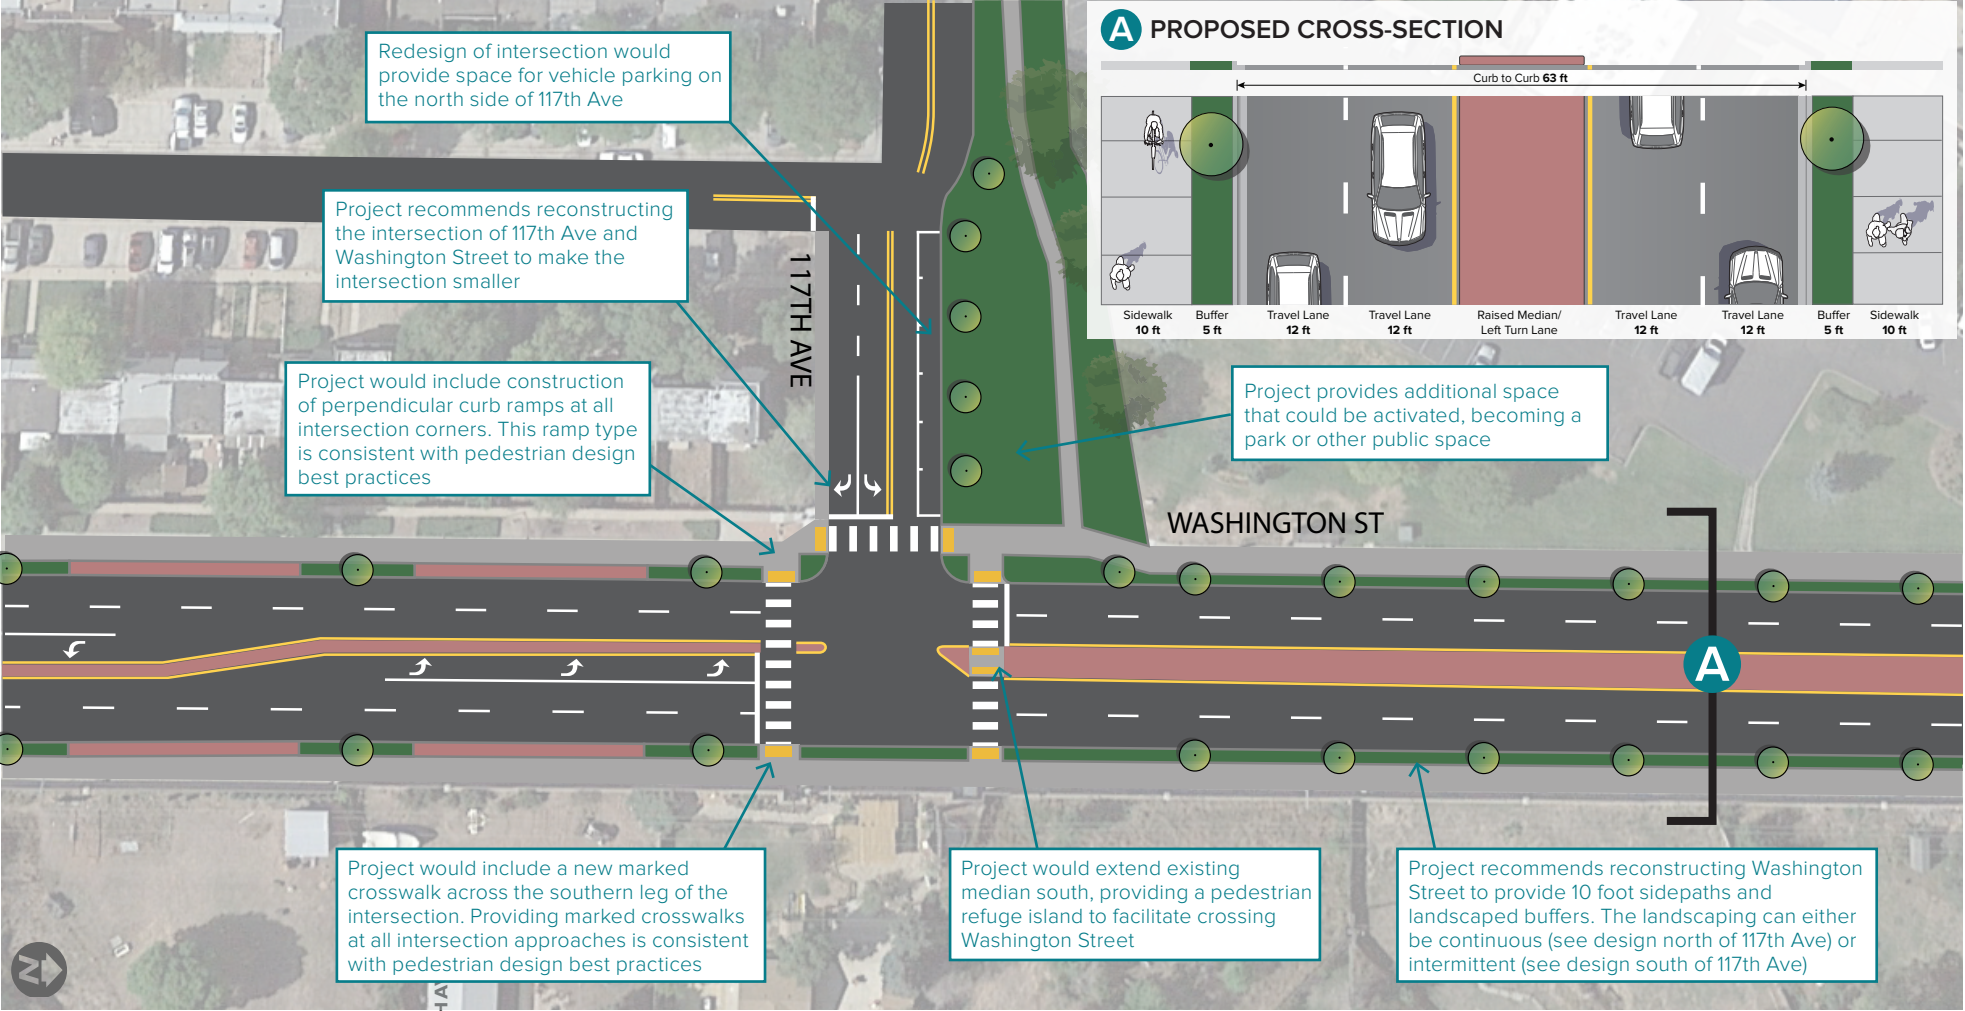 Redesign of intersection would
provide space for vehicle parking on
the north side of 117th Ave
A PROPOSED CROSS-SECTION
Curb to Curb 63 ft
Sidewalk
10 ft
Buffer
5 ft
Travel Lane
12 ft
Travel Lane
12 ft
Raised Median/
Left Turn Lane
Travel Lane
12 ft
Travel Lane
12 ft
Buffer
5 ft
Sidewalk
10 ft
Project recommends reconstructing
the intersection of 117th Ave and
Washington Street to make the
intersection smaller
117TH AVE
Project would include construction
of perpendicular curb ramps at all
intersection corners. This ramp type
is consistent with pedestrian design
best practices
Project provides additional space
that could be activated, becoming a
park or other public space
WASHINGTON ST
A
Project would include a new marked
crosswalk across the southern leg of the
intersection. Providing marked crosswalks
at all intersection approaches is consistent
with pedestrian design best practices
Project would extend existing
median south, providing a pedestrian
refuge island to facilitate crossing
Washington Street
Project recommends reconstructing Washington
Street to provide 10 foot sidepaths and
landscaped buffers. The landscaping can either
be continuous (see design north of 117th Ave) or
intermittent (see design south of 117th Ave)
N